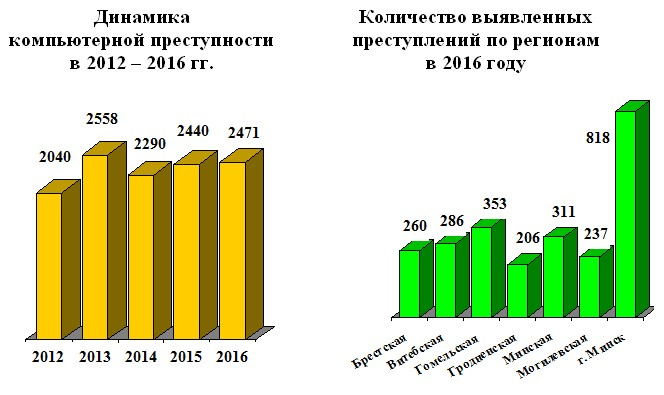 Динамика
компьютерной преступности
в 2012 – 2016 гг.
2040
2558
2290
2440
2471
2012
2013
2014
2015
2016
Количество выявленных
преступлений по регионам
в 2016 году
260
286
353
206
311
237
818
Брестская
Витебская
Гомельская
Гродненская
Минская
Могилевская
г.Минск